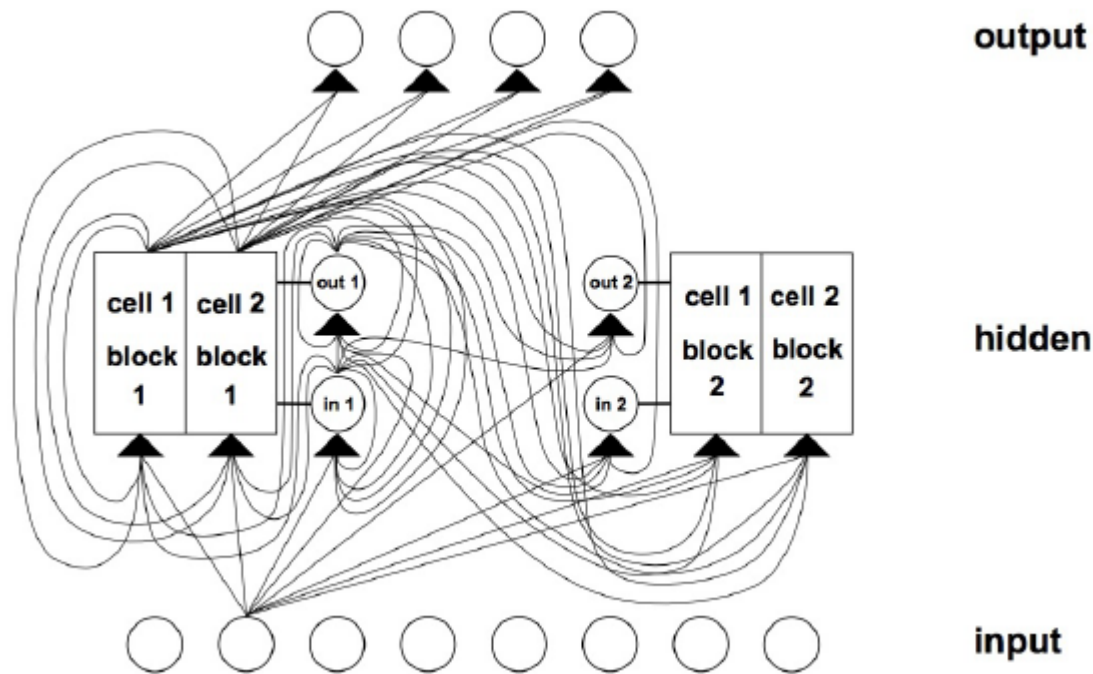 output
cell 1
block
1
cell 2
block
1
out 1
in 1
out 2
in 2
cell 1
block
2
cell 2
block
2
hidden
input